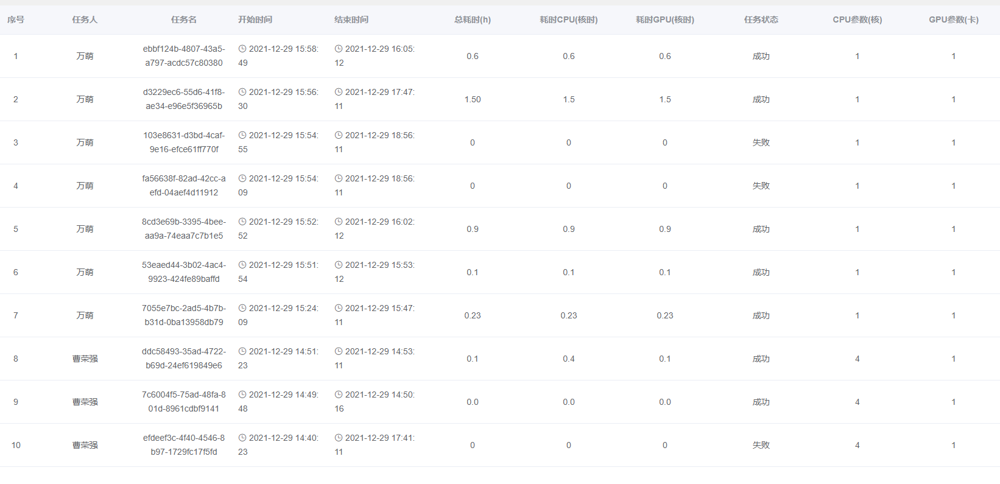 序号 任务人 任务名 开始时间 结束时间 总耗时(h) 耗时CPU(核时) 耗时GPU(核时) 任务状态 CPU参数(核) GPU参数(卡)
ebbf124b-4807-43a5- 2021-12-29 15:58: 2021-12-29 16:05:
1 万萌 0.6 0.6 0.6 成功 1 1
a797-acdc57c80380 49 12
d3229ec6-55d6-41f8- 2021-12-29 15:56: 2021-12-29 17:47:
2 万萌 1.50 1.5 1.5 成功 1 1
ae34-e96e5f36965b 30 11
103e8631-d3bd-4caf- 2021-12-29 15:54: 2021-12-29 18:56:
3 万萌 0 0 0 失败 1 1
9e16-efce61ff770f 55 11
fa56638f-82ad-42cc-a 2021-12-29 15:54: 2021-12-29 18:56:
4 万萌 0 0 0 失败 1 1
efd-04aef4d11912 09 11
8cd3e69b-3395-4bee- 2021-12-29 15:52: 2021-12-29 16:02:
5 万萌 0.9 0.9 0.9 成功 1 1
aa9a-74eaa7c7b1e5 52 12
53eaed44-3b02-4ac4- 2021-12-29 15:51: 2021-12-29 15:53:
6 万萌 0.1 0.1 0.1 成功 1 1
9923-424fe89baffd 54 12
7055e7bc-2ad5-4b7b- 2021-12-29 15:24: 2021-12-29 15:47:
7 万萌 0.23 0.23 0.23 成功 1 1
b31d-0ba13958db79 09 11
ddc58493-35ad-4722- 2021-12-29 14:51: 2021-12-29 14:53:
8 曹荣强 0.1 0.4 0.1 成功 4 1
b69d-24ef619849e6 23 11
7c6004f5-75ad-48fa-8 2021-12-29 14:49: 2021-12-29 14:50:
9 曹荣强 0.0 0.0 0.0 成功 4 1
01d-8961cdbf9141 48 16
efdeef3c-4f40-4546-8 2021-12-29 14:40: 2021-12-29 17:41:
10 曹荣强 0 0 0 失败 4 1
b97-1729fc17f5fd 23 11